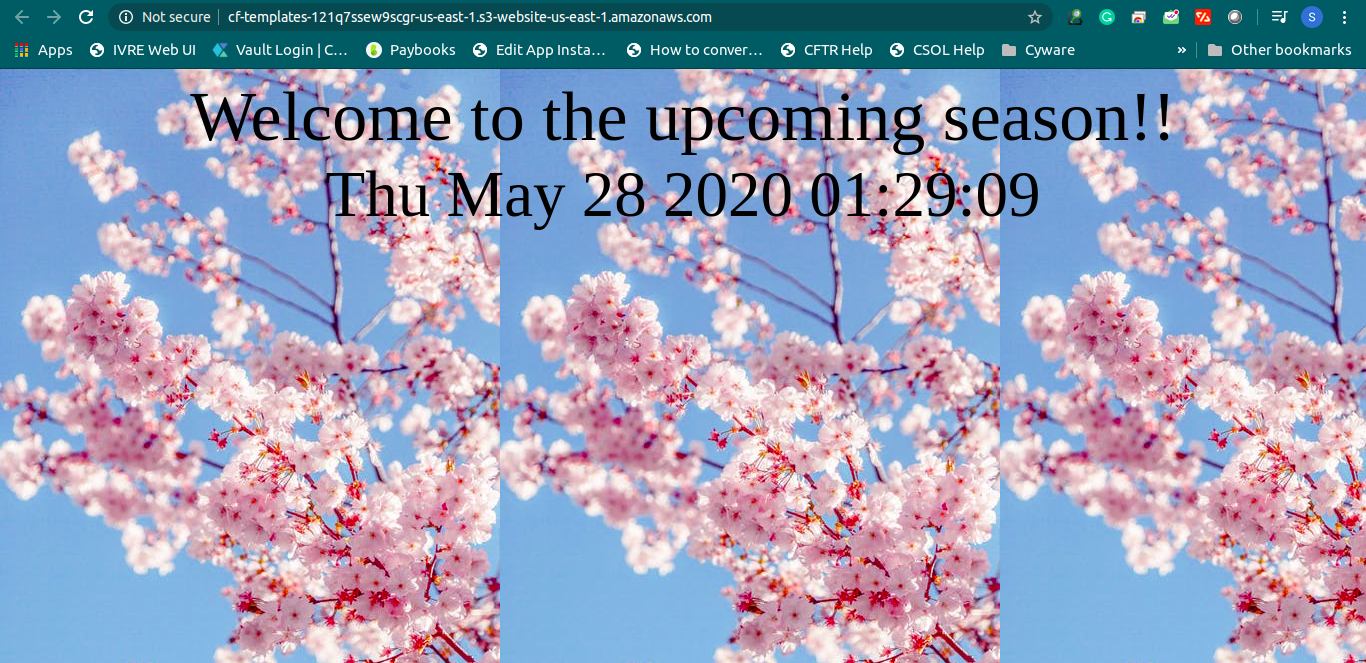 Not secure cf-templates-121q7ssew9scgr-us-east-1.s3-website-us-east-1.amazonaws.com S
Apps IVRE Web UI Vault Login | C… Paybooks Edit App Insta… How to conver… CFTR Help CSOL Help Cyware » Other bookmarks
Welcome to the upcoming season!!
Thu May 28 2020 01:29:09